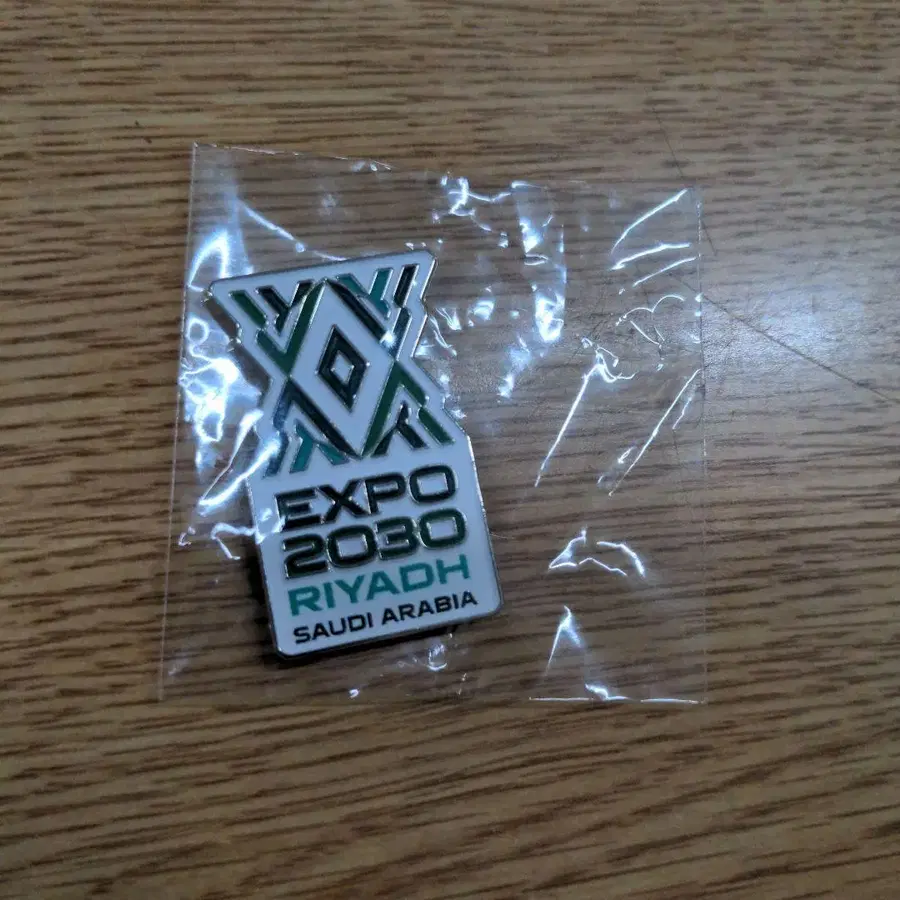 EXPO
2030
RIYADH
SAUDI ARABIA